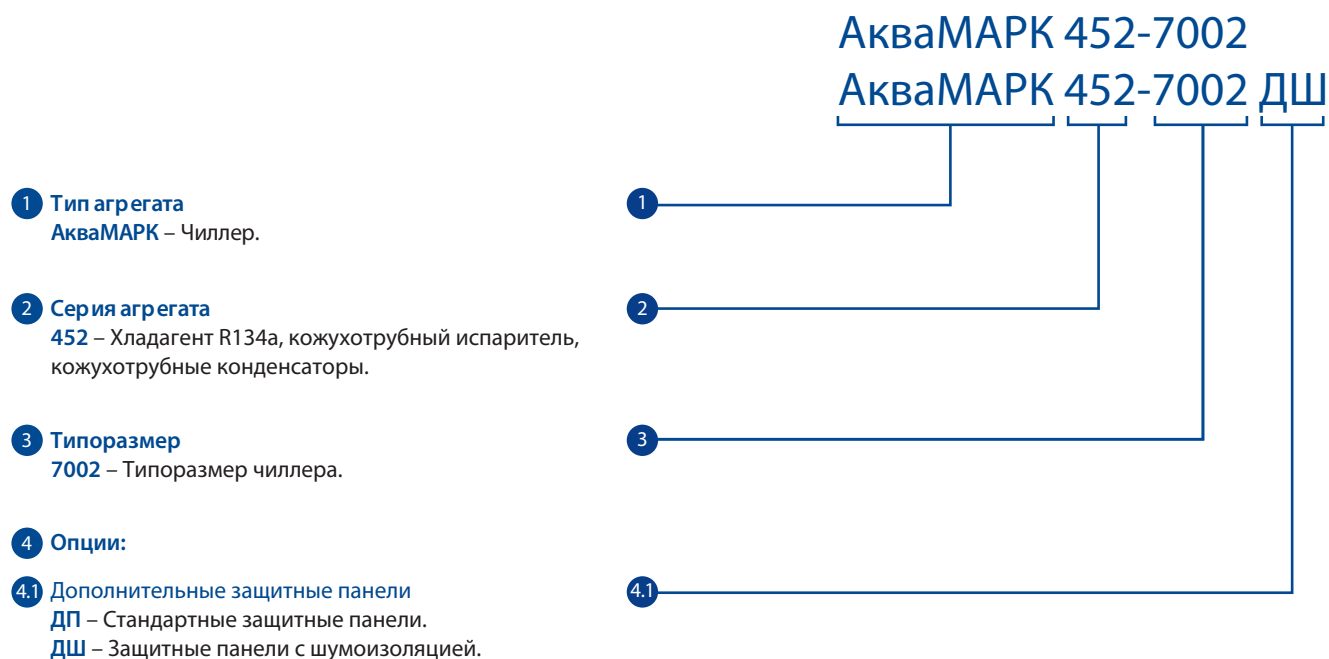 АкваМАРК 452-7002
АкваМАРК 452-7002 ДШ
1 Тип агрегата
АкваМАРК – Чиллер.
1
2 Серия агрегата
452 – Хладагент R134a, кожухотрубный испаритель,
кожухотрубные конденсаторы.
2
3 Типоразмер
7002 – Типоразмер чиллера.
3
4 Опции:
4.1 Дополнительные защитные панели
ДП – Стандартные защитные панели.
ДШ – Защитные панели с шумоизоляцией.
4.1